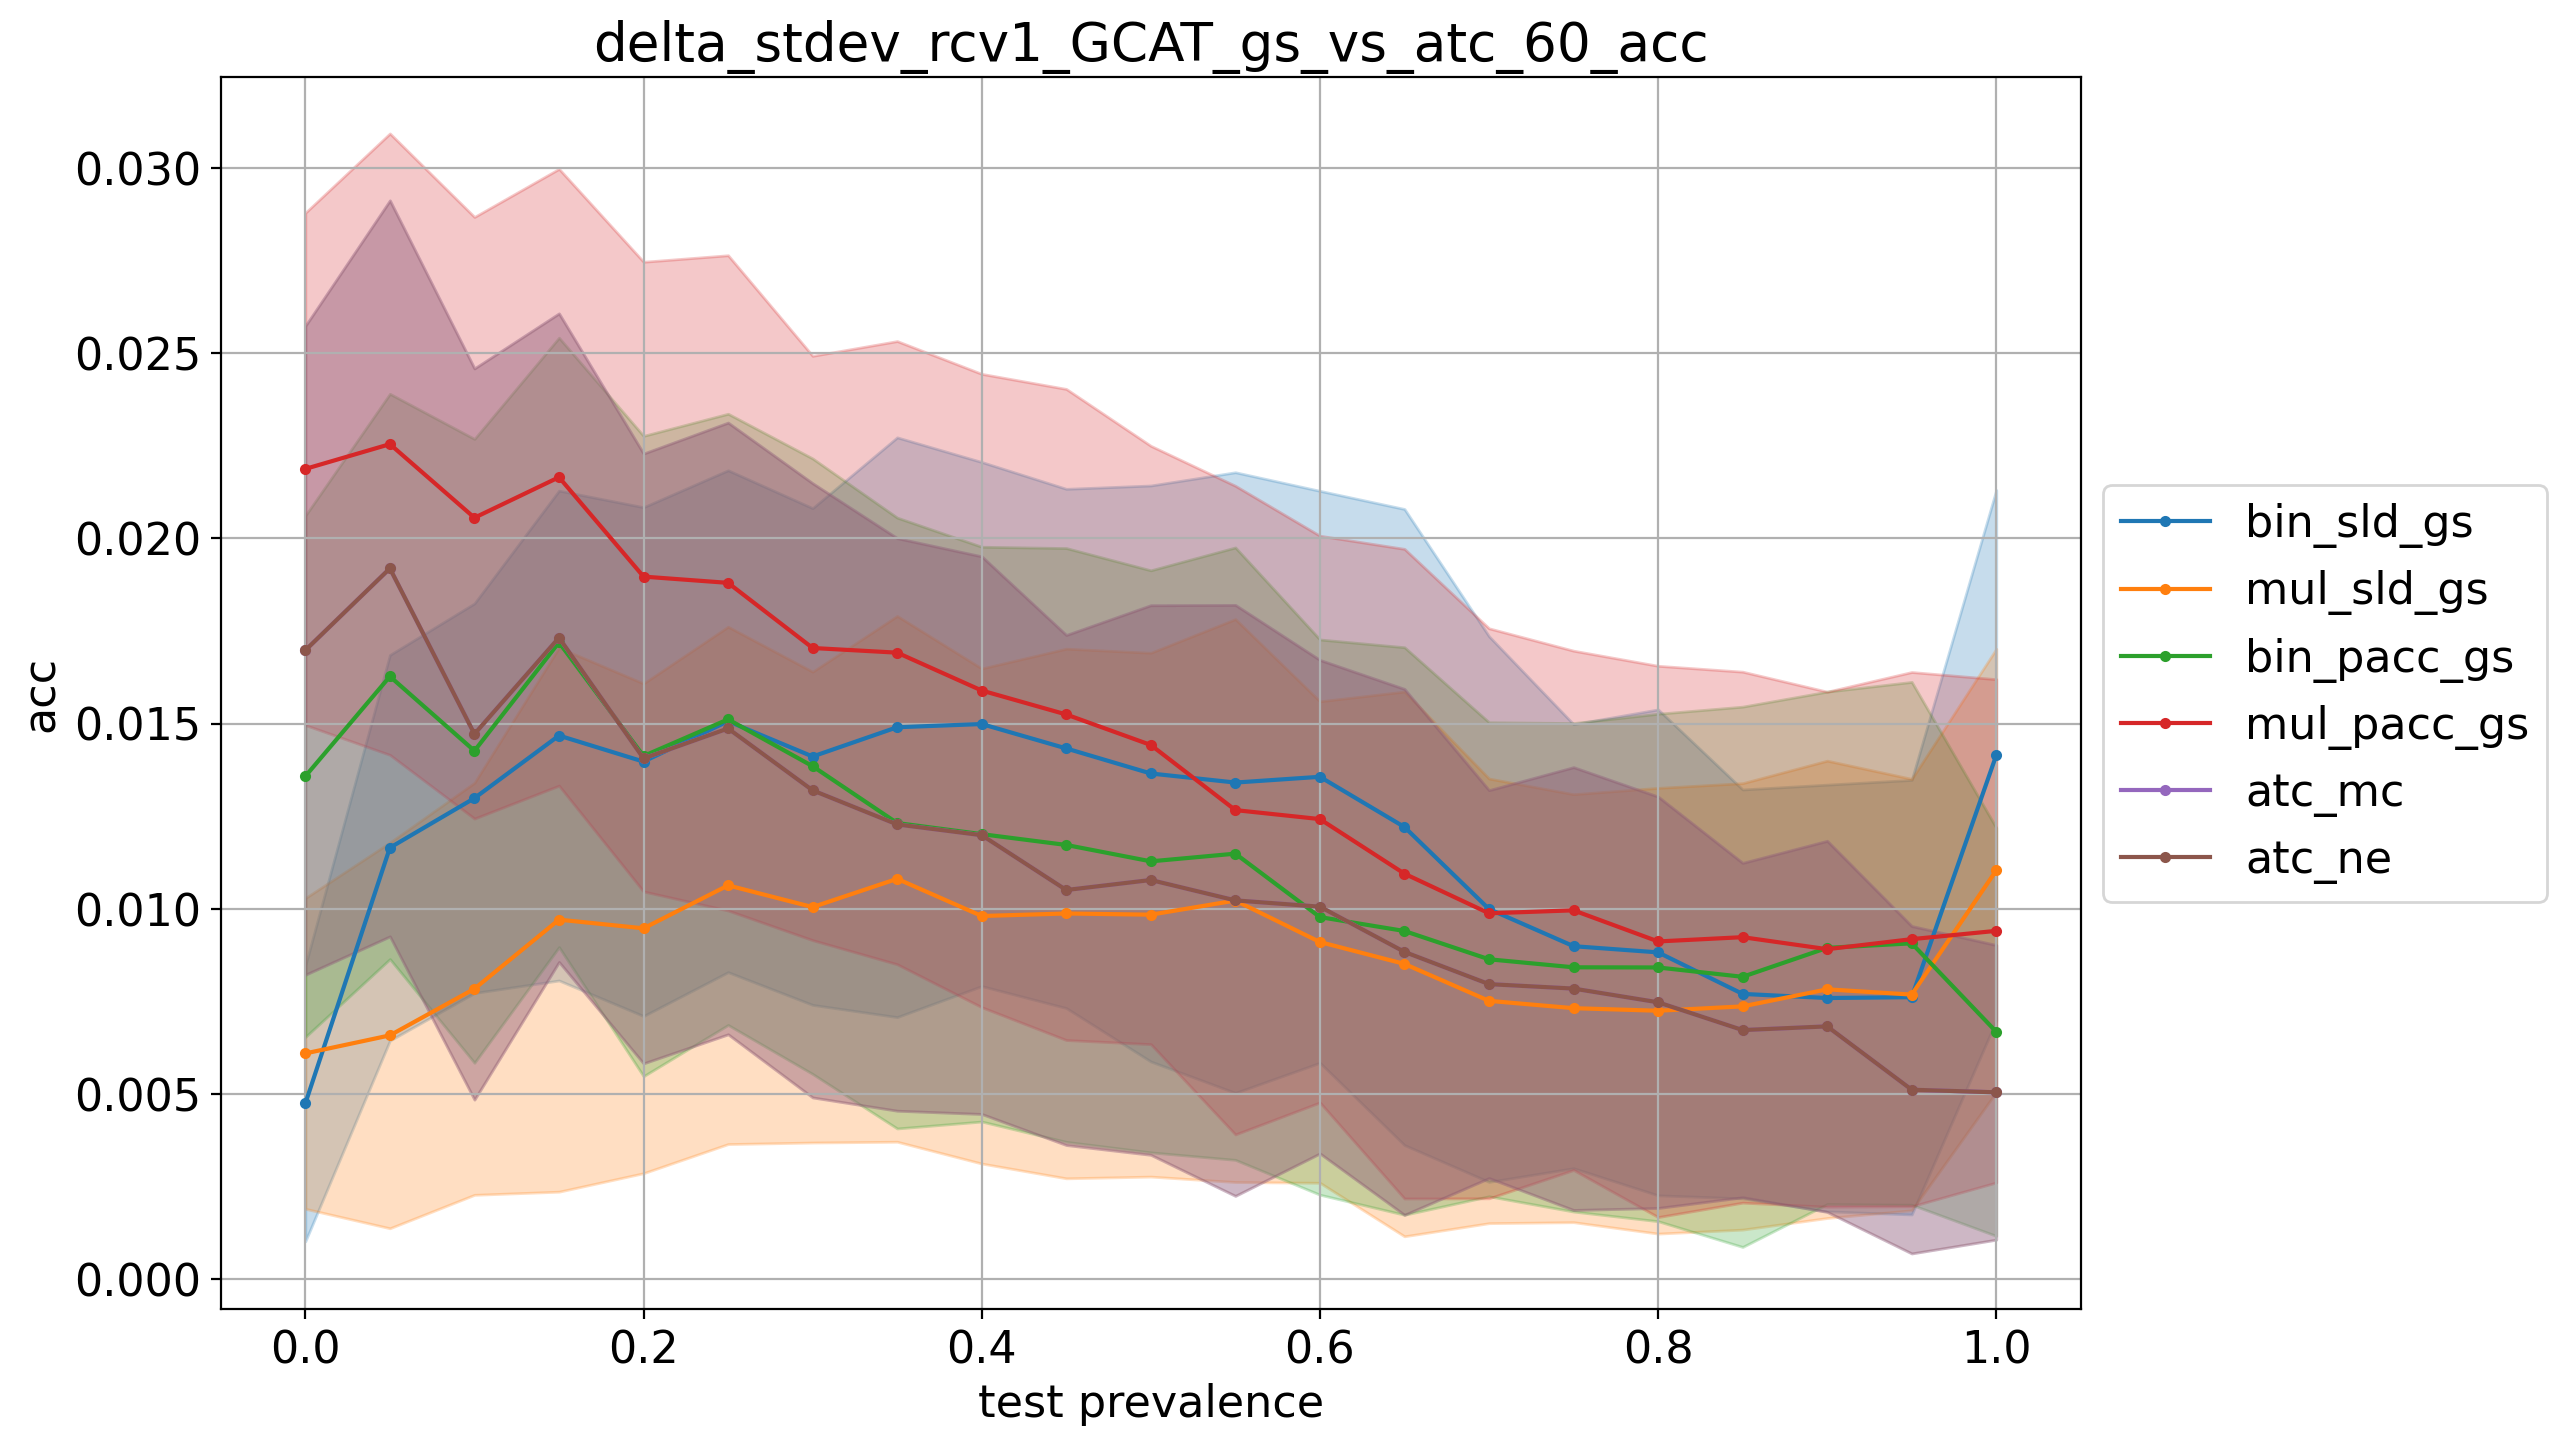 delta_stdev_rcv1_GCAT_gs_vs_atc_60_acc
0.030
0.025
0.020
0.015
0.010
0.005
0.000
acc
0.0 0.2 0.4 0.6 0.8 1.0
test prevalence
bin_sld_gs
mul_sld_gs
bin_pacc_gs
mul_pacc_gs
atc_mc
atc_ne